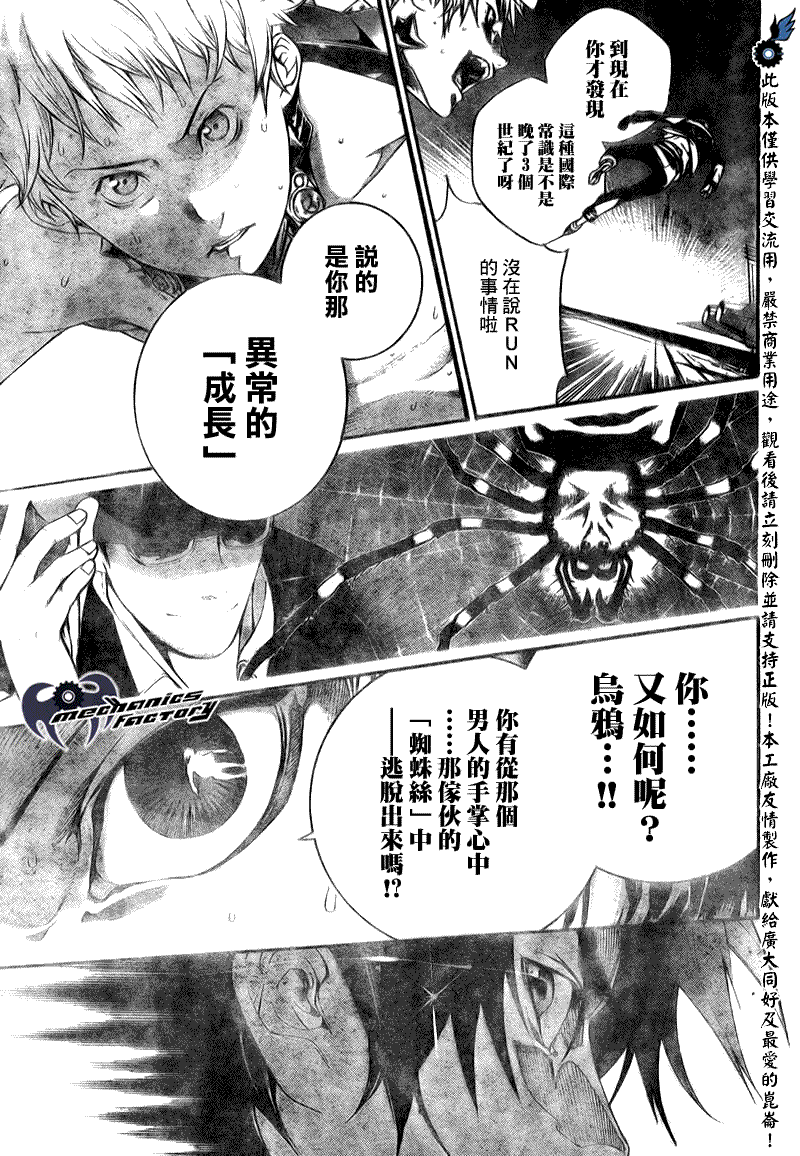 到現在
你才發現
這種國際
常識是不是
晚了3個
世紀了呀
沒在說RUN
的事情啦
說的
是你那
異常的
「成長」
你……
又如何呢?
烏鴉…!!
你有從那個
男人的手掌心中
……那傢伙的
「蜘蛛絲」中
——逃脫出來嗎!?
mechanics
factory
此版本僅供學習交流用，嚴禁商業用途，觀看後請立刻刪除並請支持正版！本工廠友情製作，獻給廣大同好及最愛的崑崙！